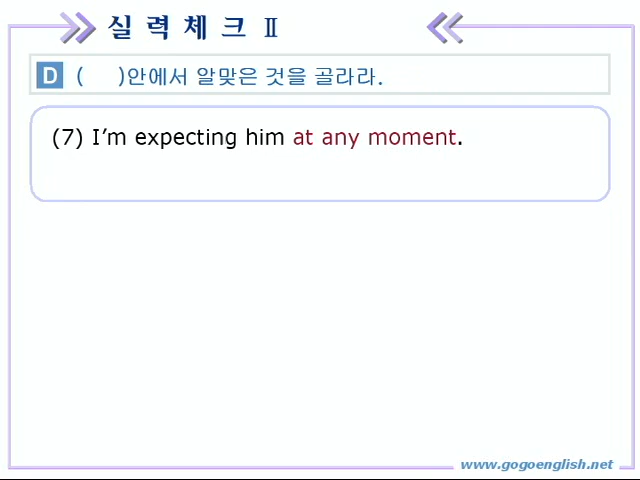 실 력 체 크 Ⅱ
D ( )안에서 알맞은 것을 골라라.
(7) I’m expecting him at any moment.
www.gogoenglish.net